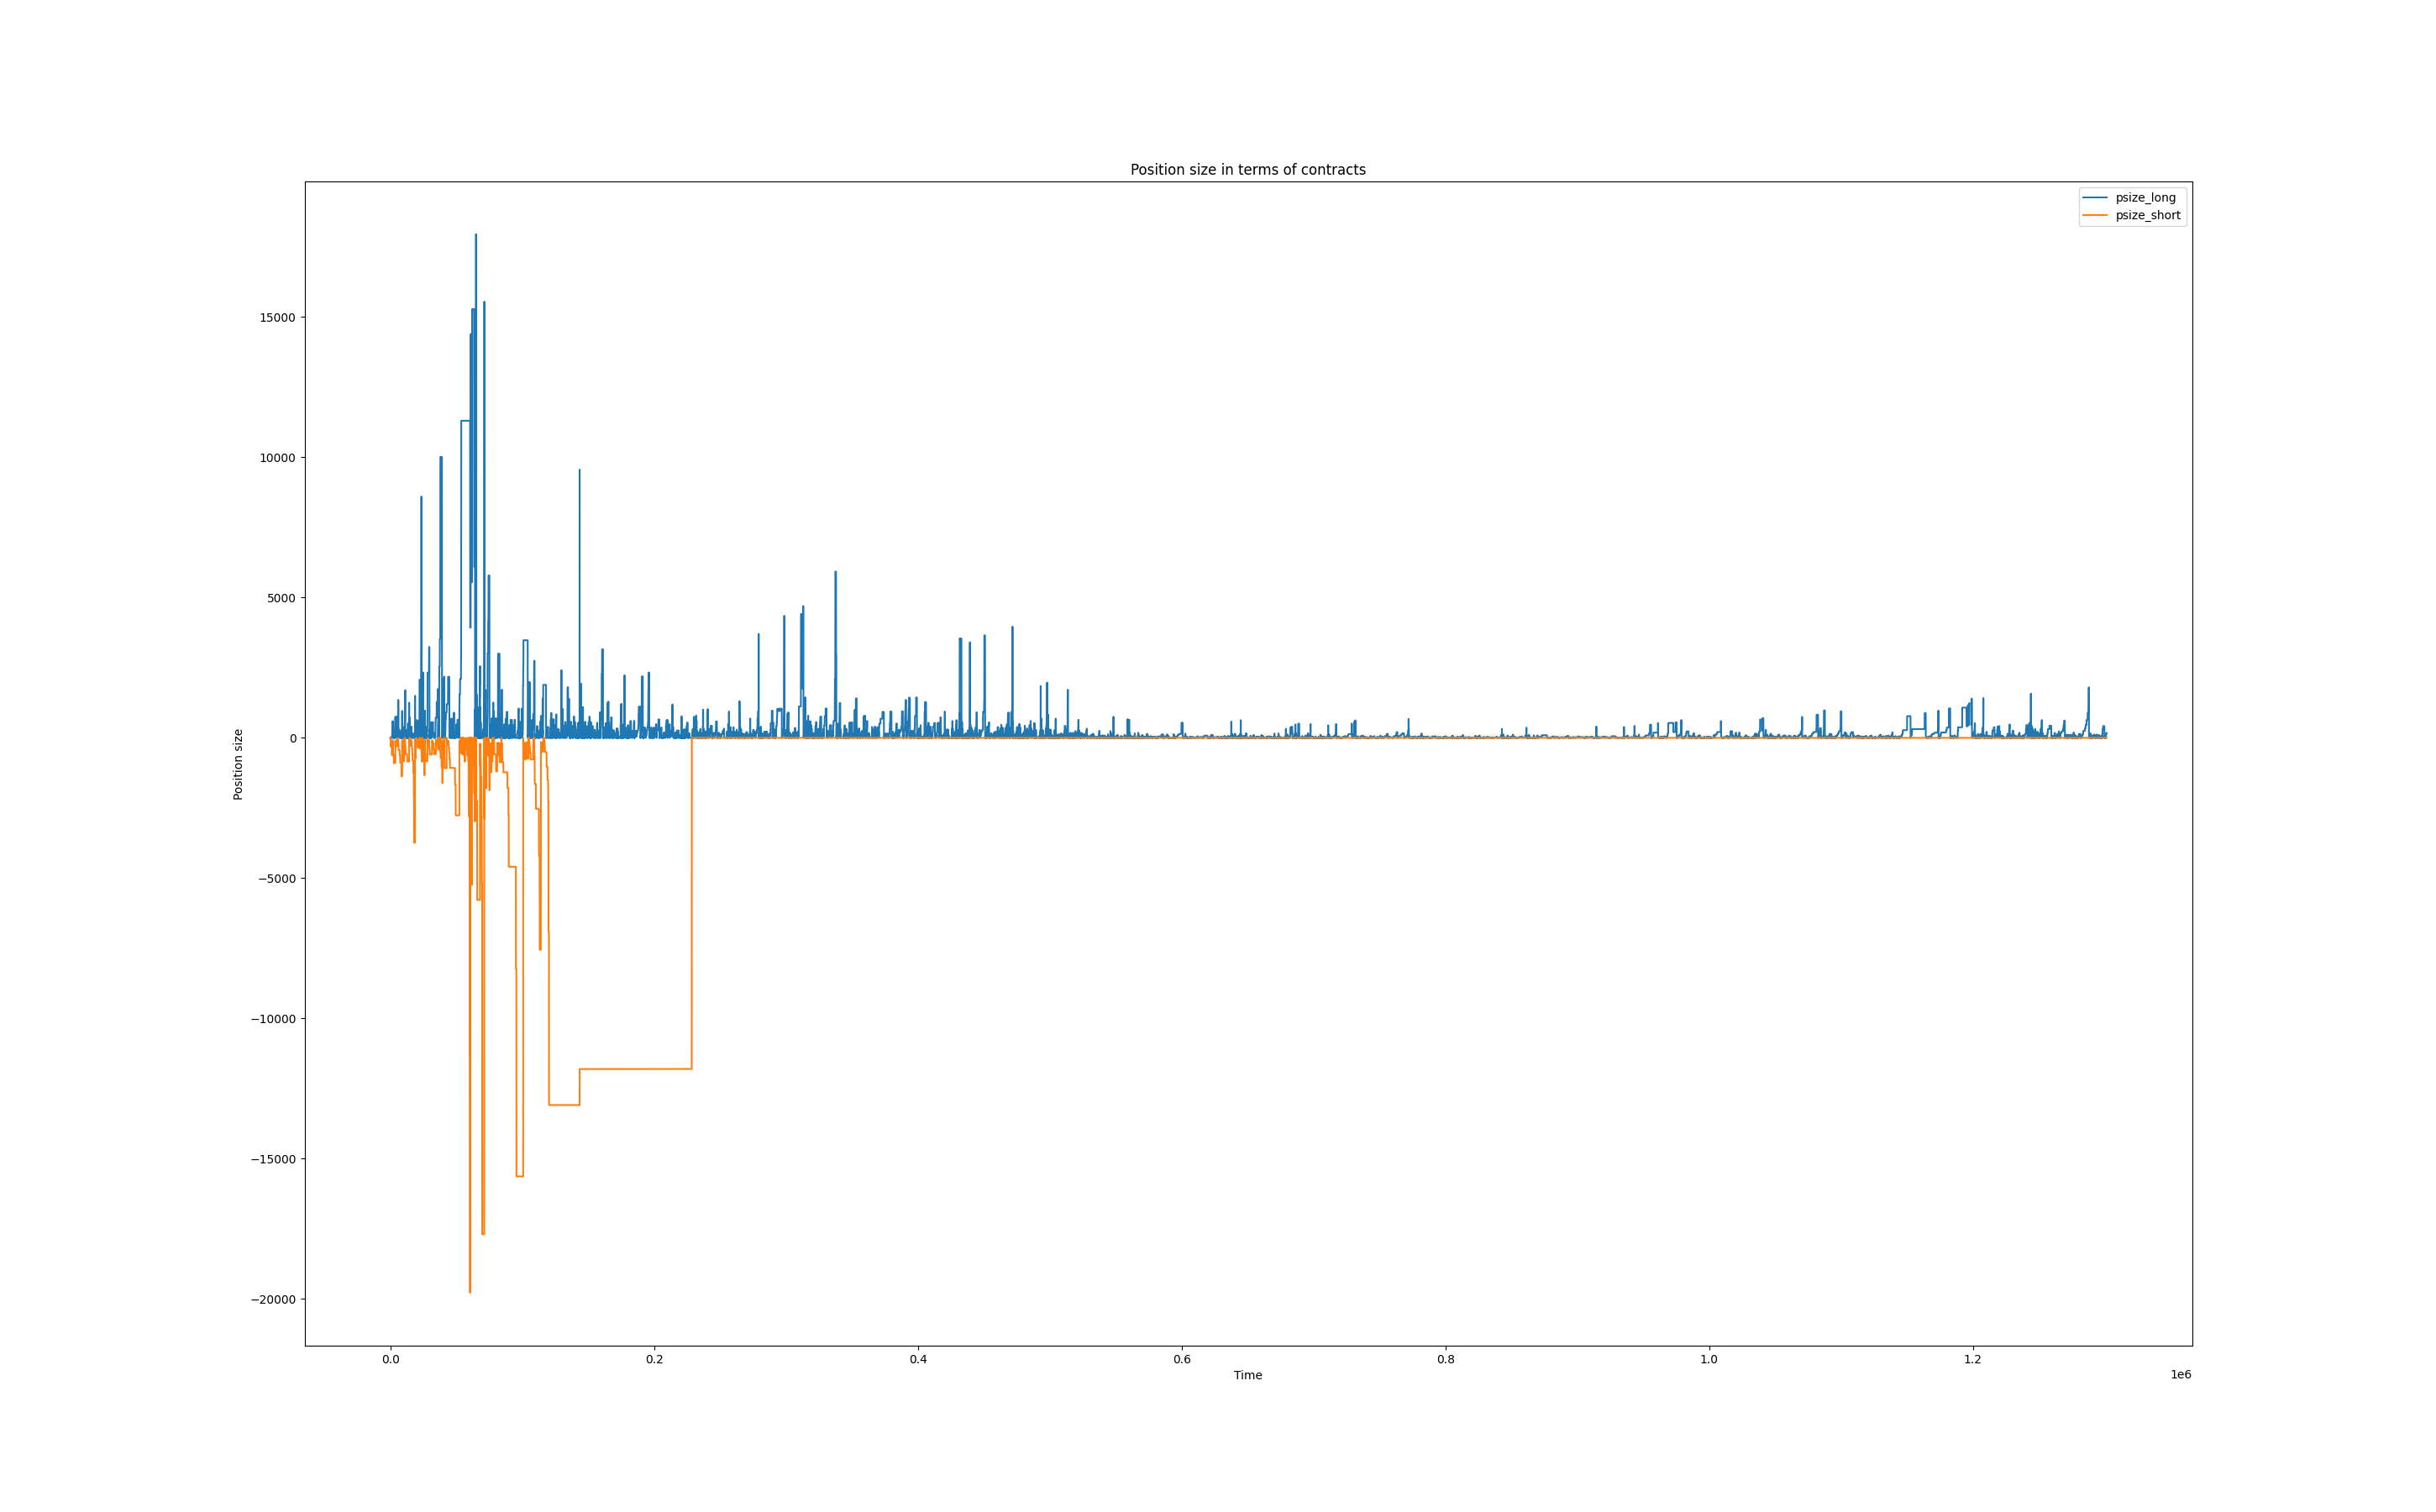 Position size in terms of contracts
psize_long
psize_short
15000
10000
5000
0
−5000
−10000
−15000
−20000
Position size
0.0
0.2
0.4
0.6
0.8
1.0
1.2
1e6
Time